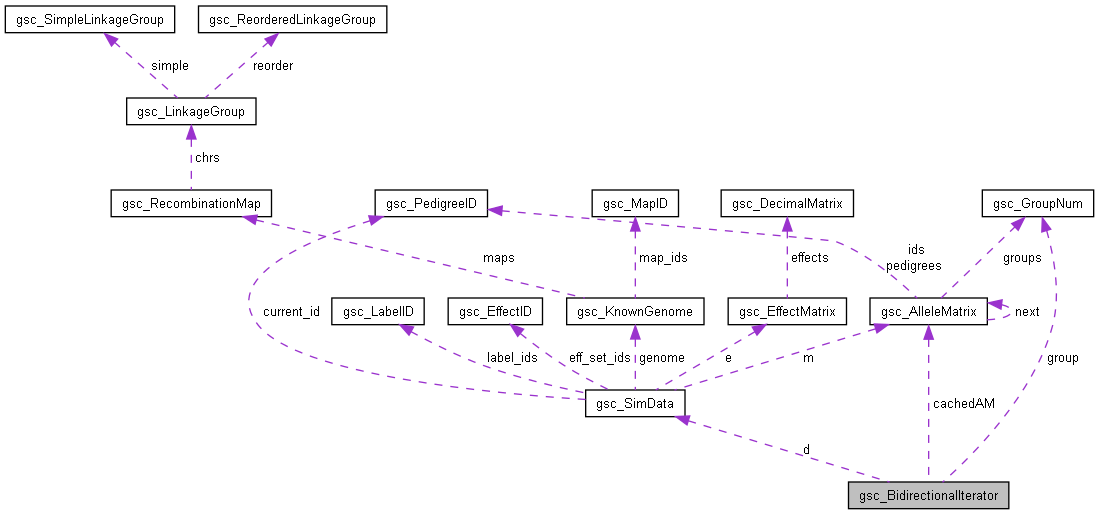 gsc_SimpleLinkageGroup
gsc_ReorderedLinkageGroup
simple
reorder
gsc_LinkageGroup
chrs
gsc_RecombinationMap
gsc_PedigreeID
gsc_MapID
gsc_DecimalMatrix
gsc_GroupNum
maps
map_ids
effects
ids
pedigrees
groups
current_id
gsc_LabelID
gsc_EffectID
gsc_KnownGenome
gsc_EffectMatrix
gsc_AlleleMatrix
next
label_ids
eff_set_ids
genome
e
m
group
gsc_SimData
cachedAM
d
gsc_BidirectionalIterator